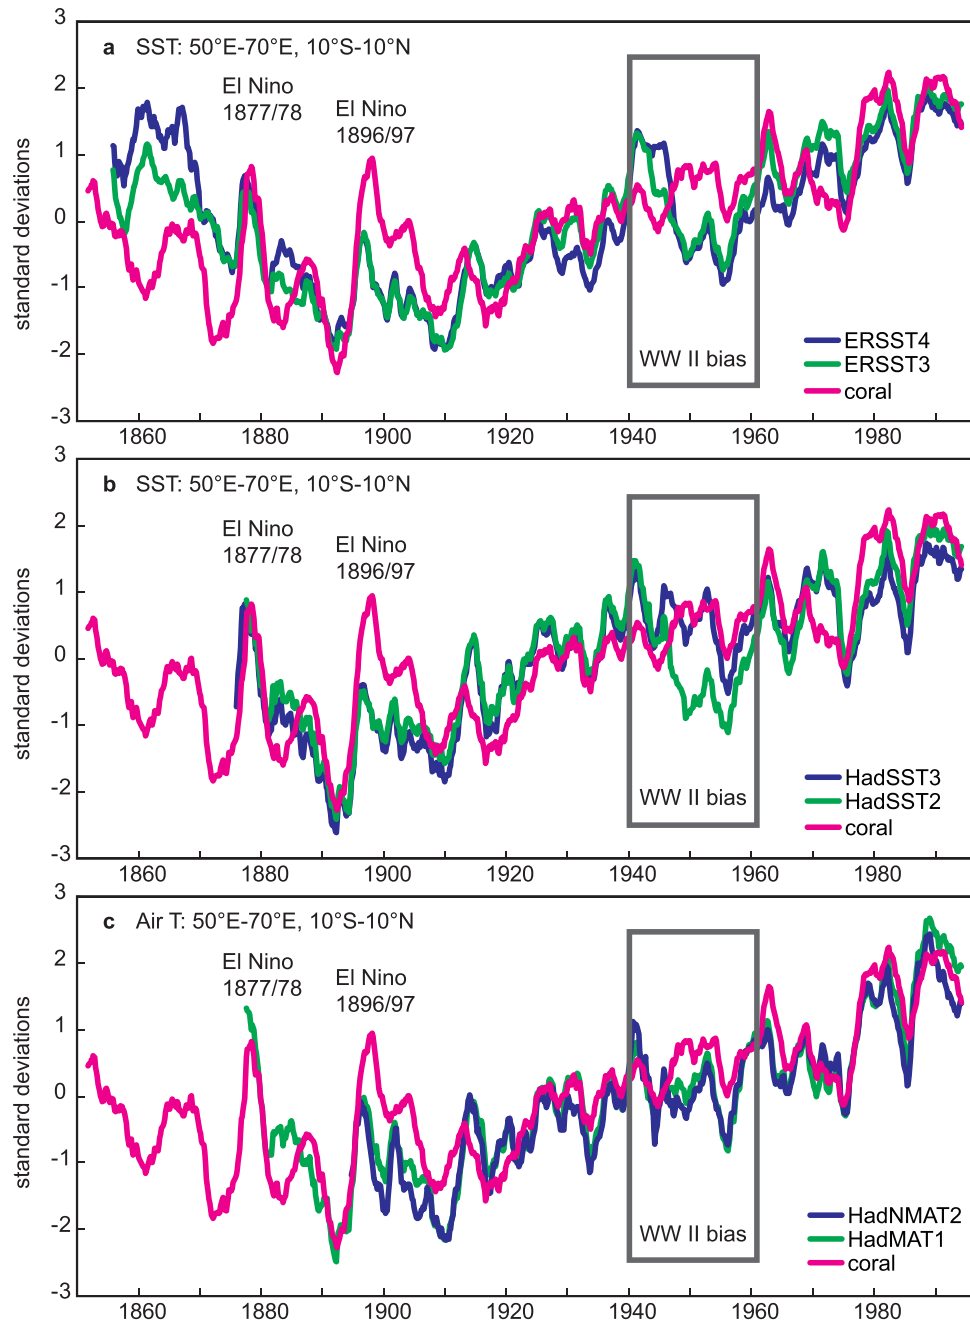 3
a SST: 50°E-70°E, 10°S-10°N
2
El Nino
1877/78
El Nino
1896/97
1
0
-1
-2
-3
standard deviations
WW II bias
ERSST4
ERSST3
coral
1860 1880 1900 1920 1940 1960 1980
3
b SST: 50°E-70°E, 10°S-10°N
2
El Nino
1877/78
El Nino
1896/97
1
0
-1
-2
-3
standard deviations
WW II bias
HadSST3
HadSST2
coral
1860 1880 1900 1920 1940 1960 1980
3
c Air T: 50°E-70°E, 10°S-10°N
2
El Nino
1877/78
El Nino
1896/97
1
0
-1
-2
-3
standard deviations
WW II bias
HadNMAT2
HadMAT1
coral
1860 1880 1900 1920 1940 1960 1980